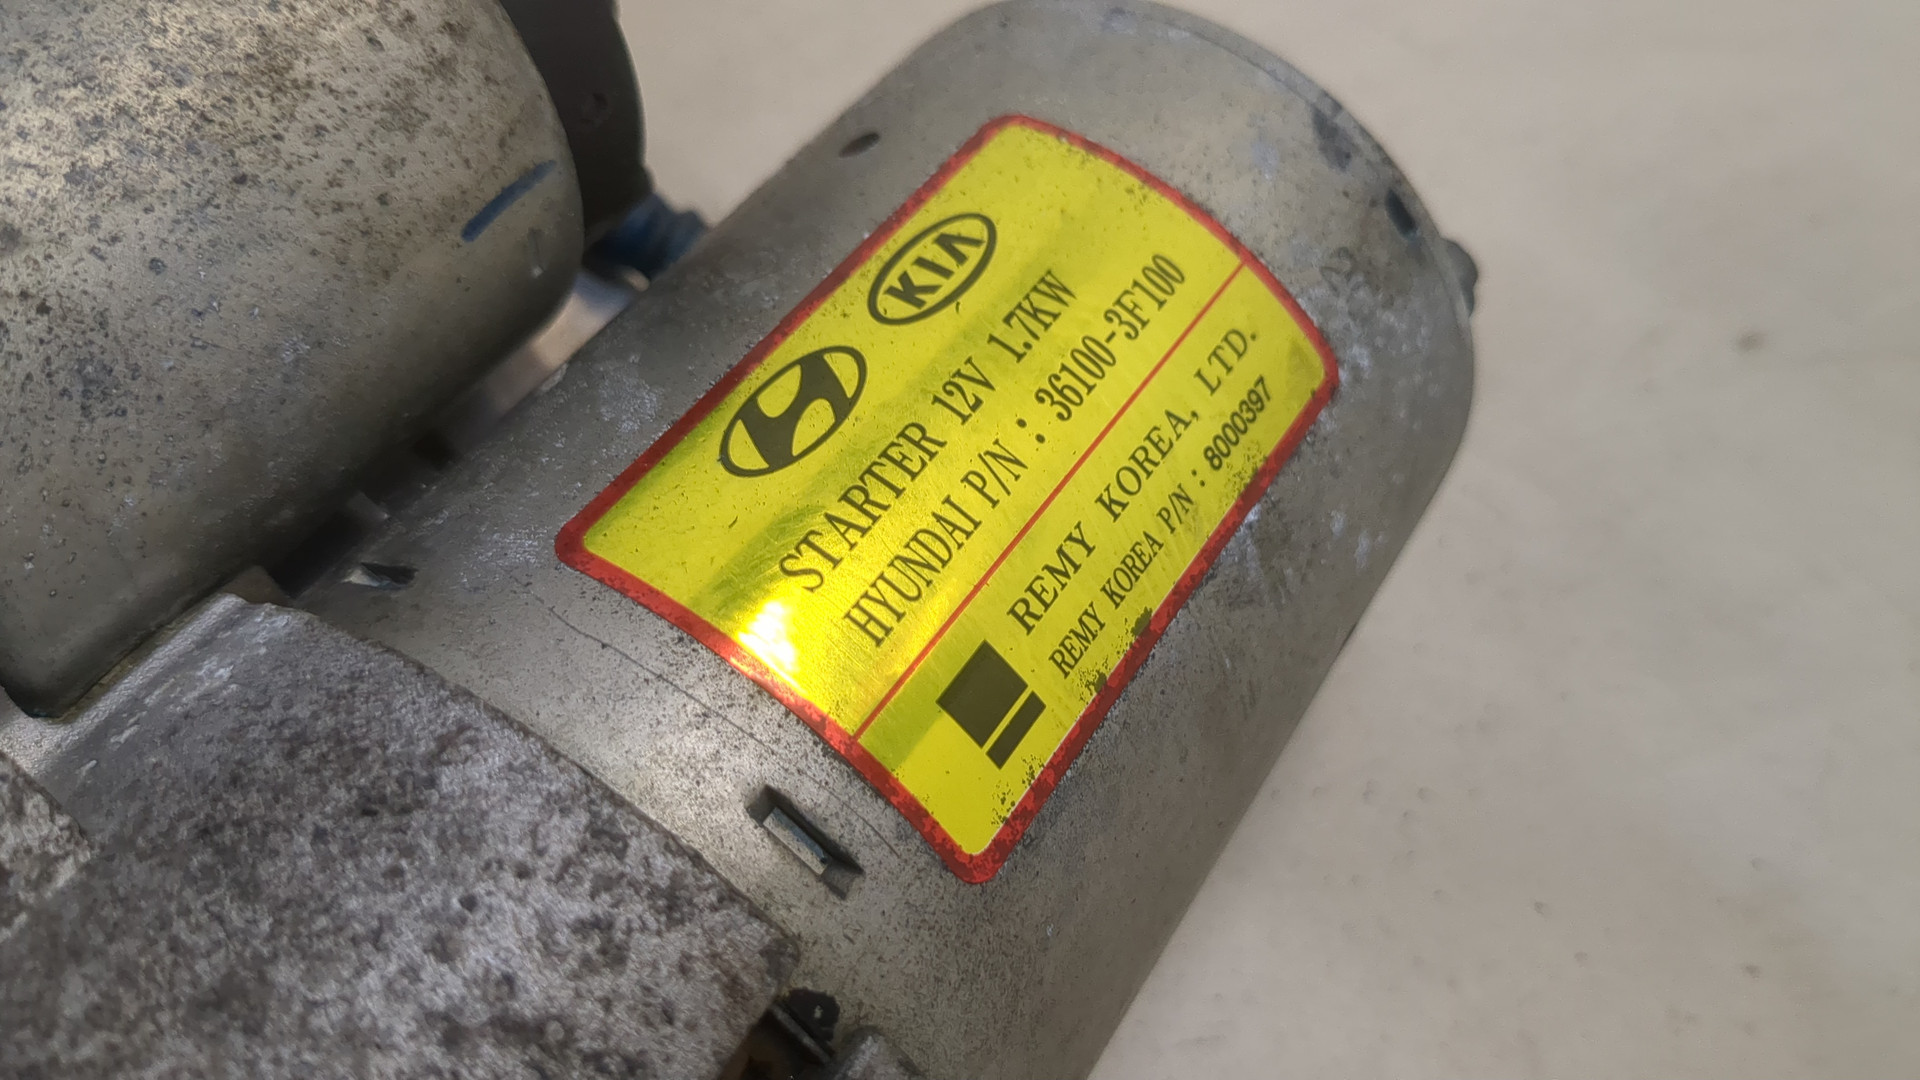 KIA
STARTER 12V 1.7KW
HYUNDAI P/N : 36100-3F100
REMY KOREA, LTD.
REMY KOREA P/N : 8000397